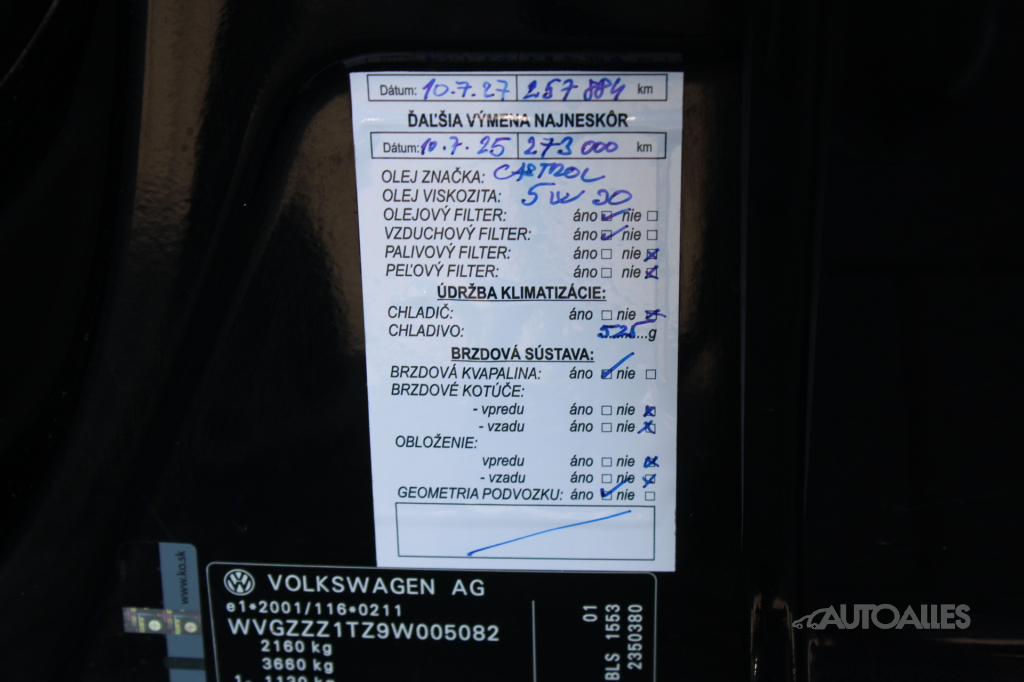 Dátum: 10.7.27 257 884 km
ĎALŠIA VÝMENA NAJNESKÔR
Dátum: 10.7.25 273 000 km
OLEJ ZNAČKA: CASTROL
OLEJ VISKOZITA: 5W30
OLEJOVÝ FILTER: áno nie
VZDUCHOVÝ FILTER: áno nie
PALIVOVÝ FILTER: áno nie
PEĽOVÝ FILTER: áno nie
ÚDRŽBA KLIMATIZÁCIE:
CHLADIČ: áno nie
CHLADIVO: 525 g
BRZDOVÁ SÚSTAVA:
BRZDOVÁ KVAPALINA: áno nie
BRZDOVÉ KOTÚČE:
- vpredu áno nie
- vzadu áno nie
OBLOŽENIE:
vpredu áno nie
- vzadu áno nie
GEOMETRIA PODVOZKU: áno nie
www.ko.sk
VOLKSWAGEN AG
e1*2001/116*0211
WVGZZZ1TZ9W005082
2160 kg
3660 kg
01
BLS 1553
2350380
AUTOALLES